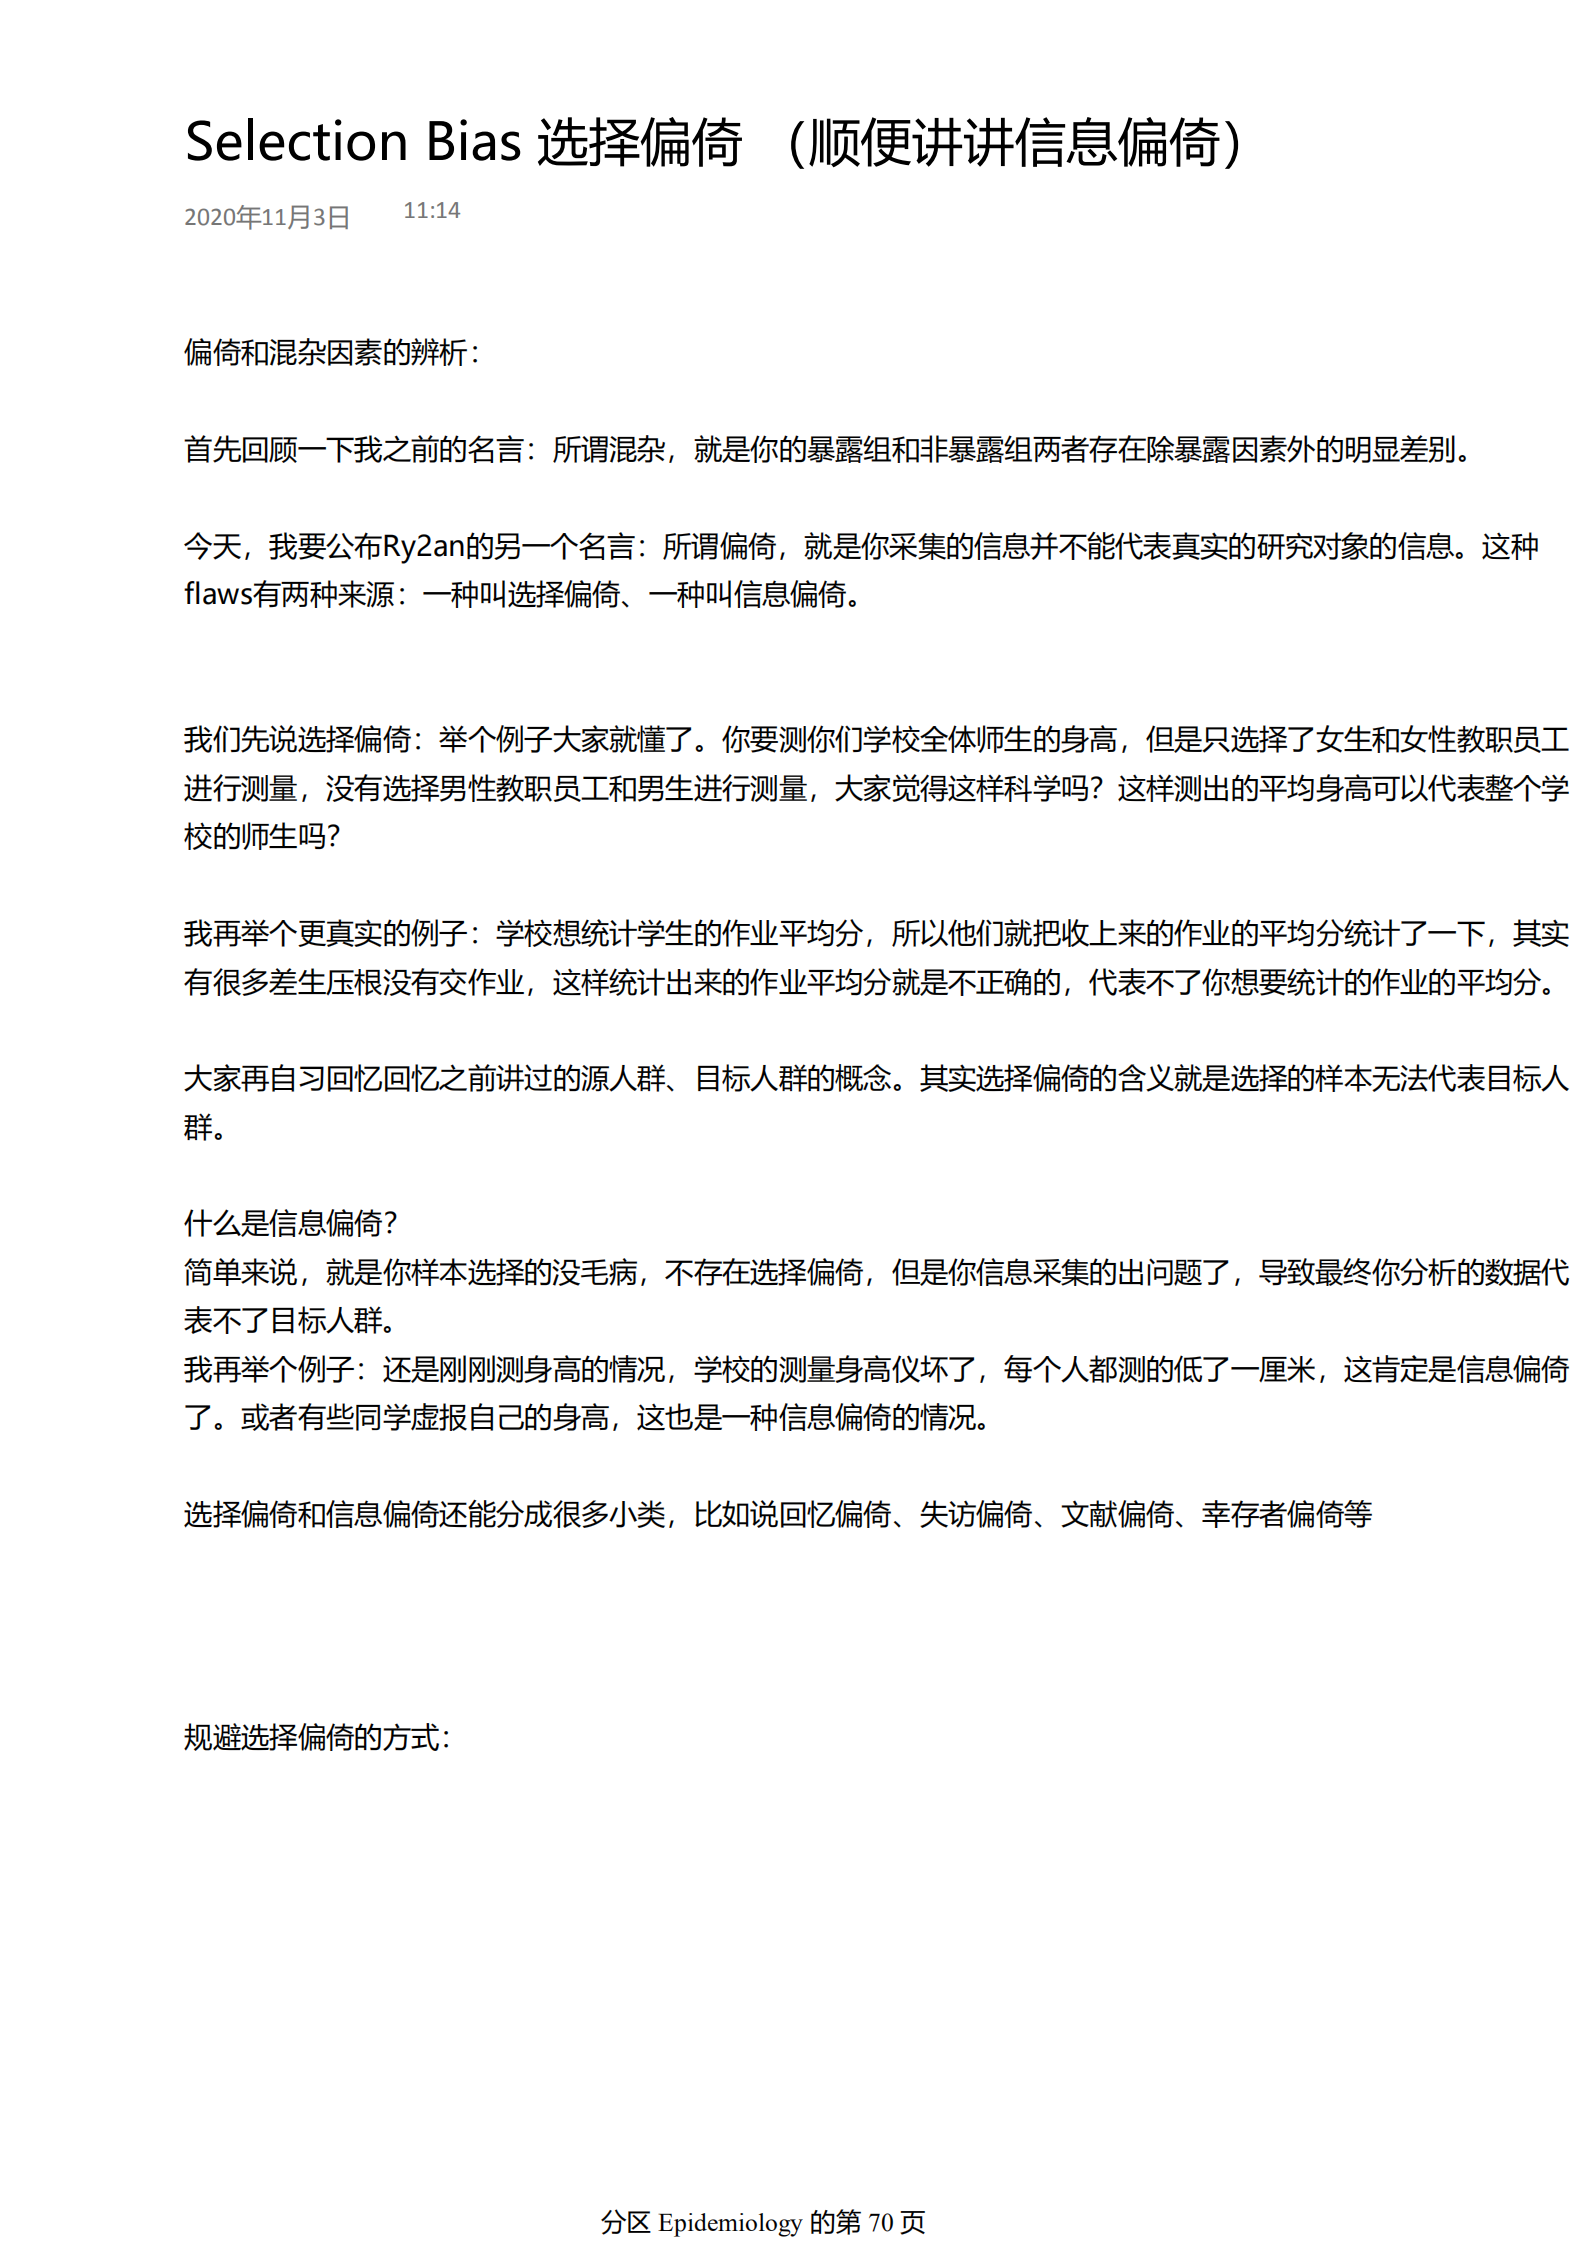 Selection Bias 选择偏倚 （顺便讲讲信息偏倚）
2020年11月3日 11:14
偏倚和混杂因素的辨析：
首先回顾一下我之前的名言：所谓混杂，就是你的暴露组和非暴露组两者存在除暴露因素外的明显差别。
今天，我要公布Ry2an的另一个名言：所谓偏倚，就是你采集的信息并不能代表真实的研究对象的信息。这种
flaws有两种来源：一种叫选择偏倚、一种叫信息偏倚。
我们先说选择偏倚：举个例子大家就懂了。你要测你们学校全体师生的身高，但是只选择了女生和女性教职员工
进行测量，没有选择男性教职员工和男生进行测量，大家觉得这样科学吗？这样测出的平均身高可以代表整个学
校的师生吗？
我再举个更真实的例子：学校想统计学生的作业平均分，所以他们就把收上来的作业的平均分统计了一下，其实
有很多差生压根没有交作业，这样统计出来的作业平均分就是不正确的，代表不了你想要统计的作业的平均分。
大家再自习回忆回忆之前讲过的源人群、目标人群的概念。其实选择偏倚的含义就是选择的样本无法代表目标人
群。
什么是信息偏倚？
简单来说，就是你样本选择的没毛病，不存在选择偏倚，但是你信息采集的出问题了，导致最终你分析的数据代
表不了目标人群。
我再举个例子：还是刚刚测身高的情况，学校的测量身高仪坏了，每个人都测的低了一厘米，这肯定是信息偏倚
了。或者有些同学虚报自己的身高，这也是一种信息偏倚的情况。
选择偏倚和信息偏倚还能分成很多小类，比如说回忆偏倚、失访偏倚、文献偏倚、幸存者偏倚等
规避选择偏倚的方式：
分区 Epidemiology 的第 70 页